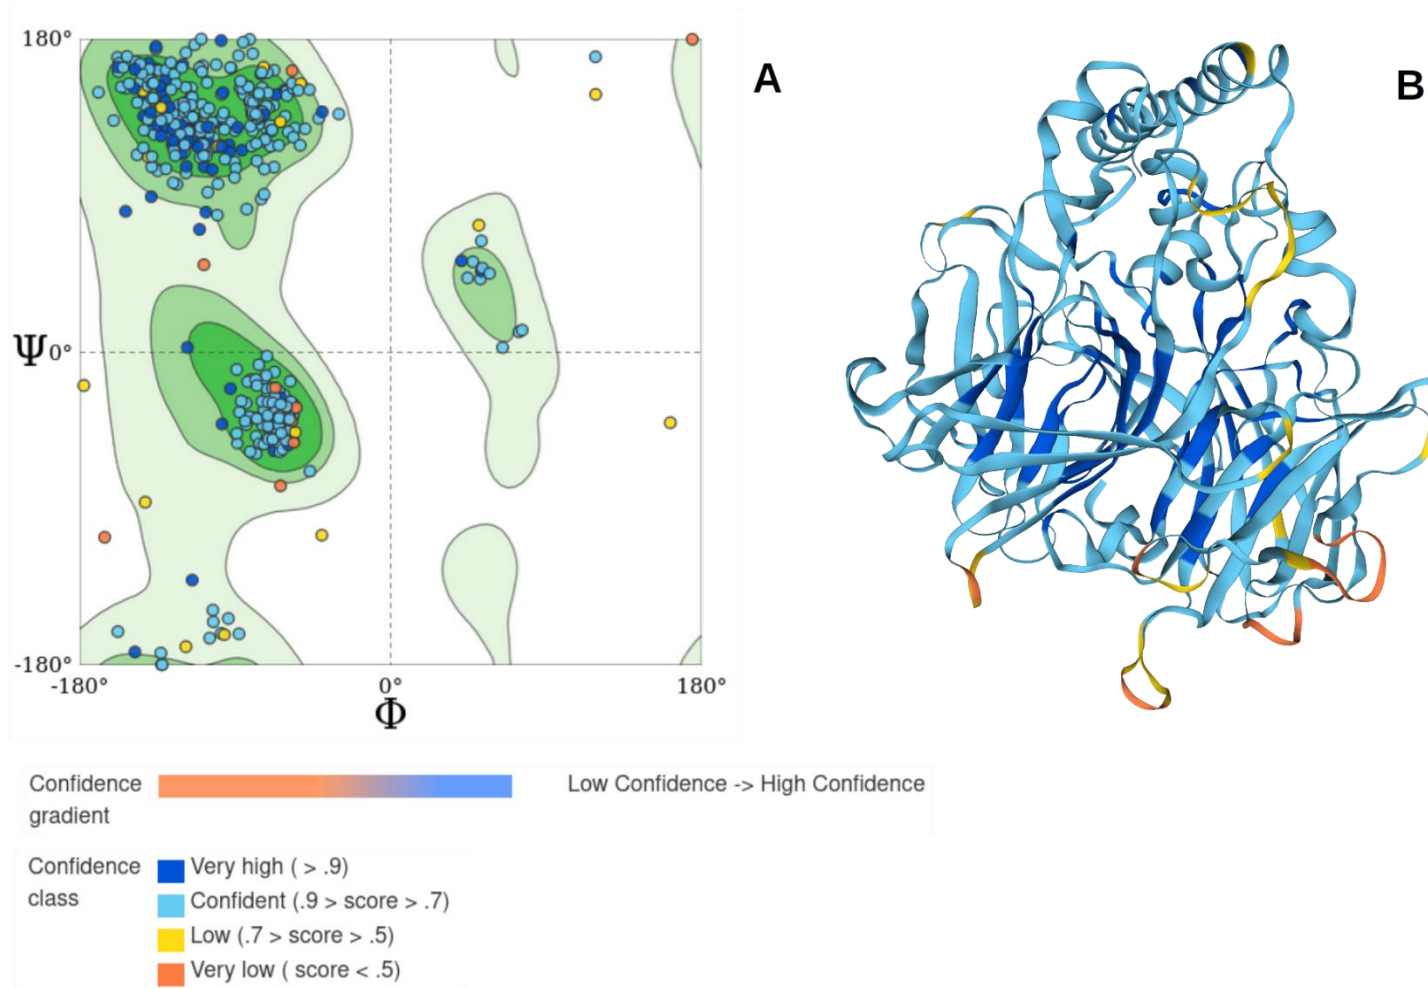 180°
A
B
Ψ
0°
-180°
-180°
0°
180°
Φ
Confidence gradient
Low Confidence -> High Confidence
Confidence class
Very high ( > .9)
Confident (.9 > score > .7)
Low (.7 > score > .5)
Very low ( score < .5)